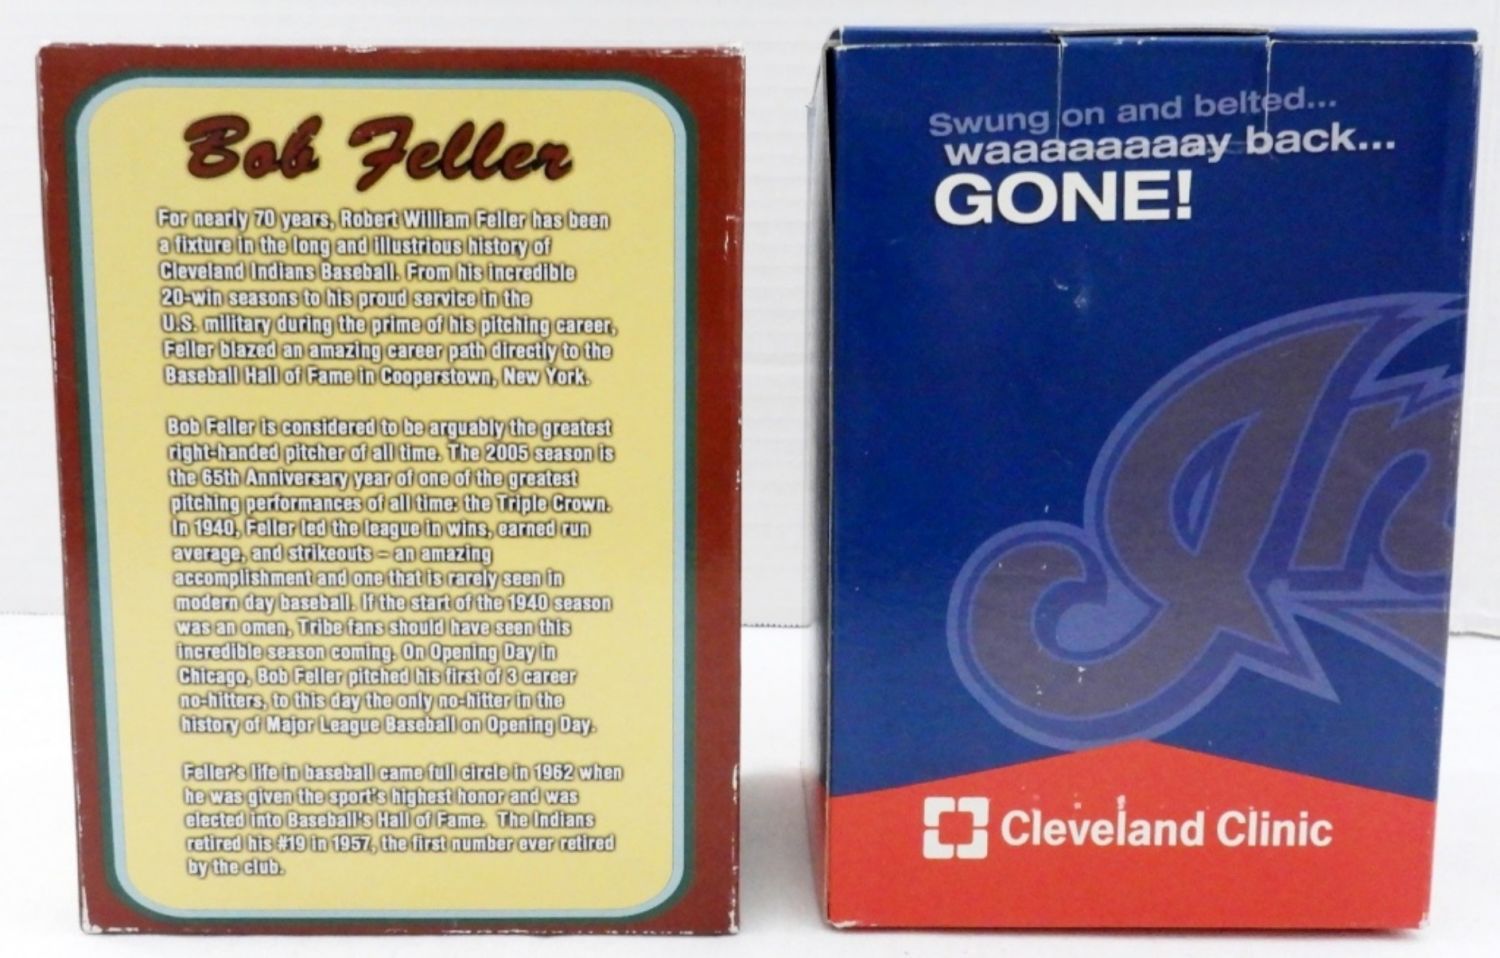 Bob Feller
For nearly 70 years, Robert William Feller has been
a fixture in the long and illustrious history of
Cleveland Indians Baseball. From his incredible
20-win seasons to his proud service in the
U.S. military during the prime of his pitching career,
Feller blazed an amazing career path directly to the
Baseball Hall of Fame in Cooperstown, New York.
Bob Feller is considered to be arguably the greatest
right-handed pitcher of all time. The 2005 season is
the 65th Anniversary year of one of the greatest
pitching performances of all time: the Triple Crown.
In 1940, Feller led the league in wins, earned run
average, and strikeouts – an amazing
accomplishment and one that is rarely seen in
modern day baseball. If the start of the 1940 season
was an omen, Tribe fans should have seen this
incredible season coming. On Opening Day in
Chicago, Bob Feller pitched his first of 3 career
no-hitters, to this day the only no-hitter in the
history of Major League Baseball on Opening Day.
Feller's life in baseball came full circle in 1962 when
he was given the sport's highest honor and was
elected into Baseball's Hall of Fame. The Indians
retired his #19 in 1957, the first number ever retired
by the club.
Swung on and belted...
waaaaaaaaay back...
GONE!
In
Cleveland Clinic